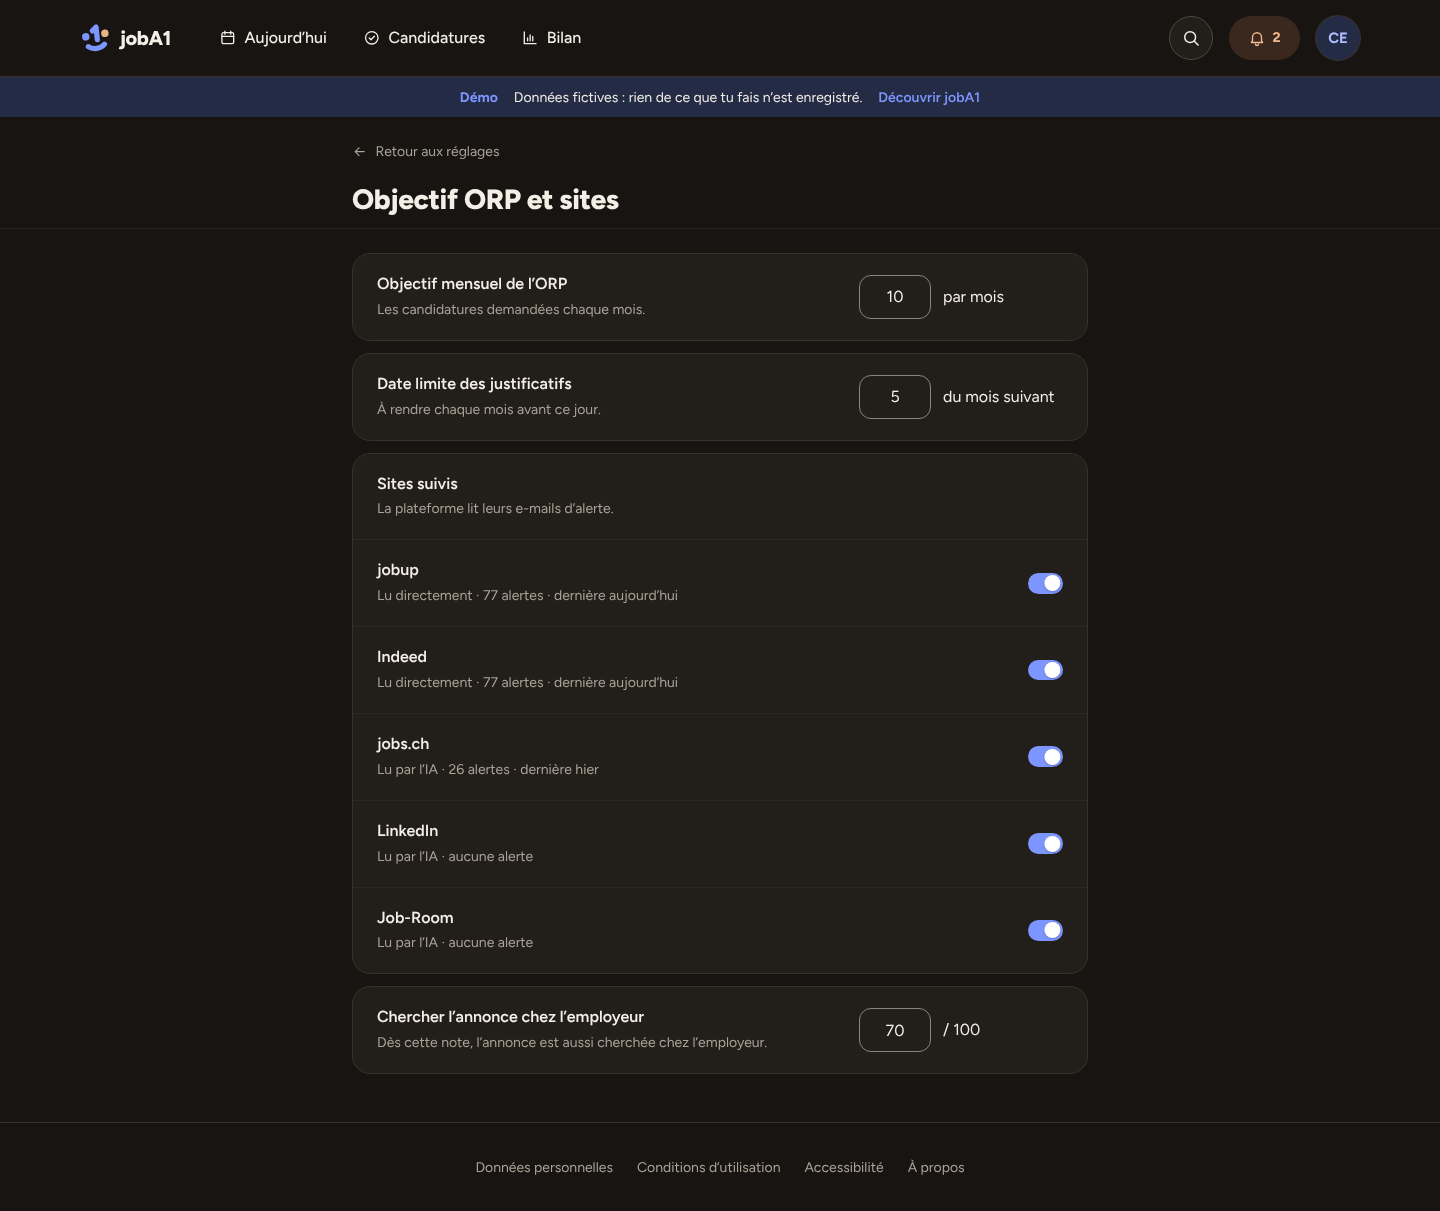 jobA1
Aujourd’hui
Candidatures
Bilan
2
CE
Démo Données fictives : rien de ce que tu fais n’est enregistré. Découvrir jobA1
← Retour aux réglages
Objectif ORP et sites
Objectif mensuel de l’ORP
Les candidatures demandées chaque mois.
10 par mois
Date limite des justificatifs
À rendre chaque mois avant ce jour.
5 du mois suivant
Sites suivis
La plateforme lit leurs e-mails d’alerte.
jobup
Lu directement · 77 alertes · dernière aujourd’hui
Indeed
Lu directement · 77 alertes · dernière aujourd’hui
jobs.ch
Lu par l’IA · 26 alertes · dernière hier
LinkedIn
Lu par l’IA · aucune alerte
Job-Room
Lu par l’IA · aucune alerte
Chercher l’annonce chez l’employeur
Dès cette note, l’annonce est aussi cherchée chez l’employeur.
70 / 100
Données personnelles
Conditions d’utilisation
Accessibilité
À propos